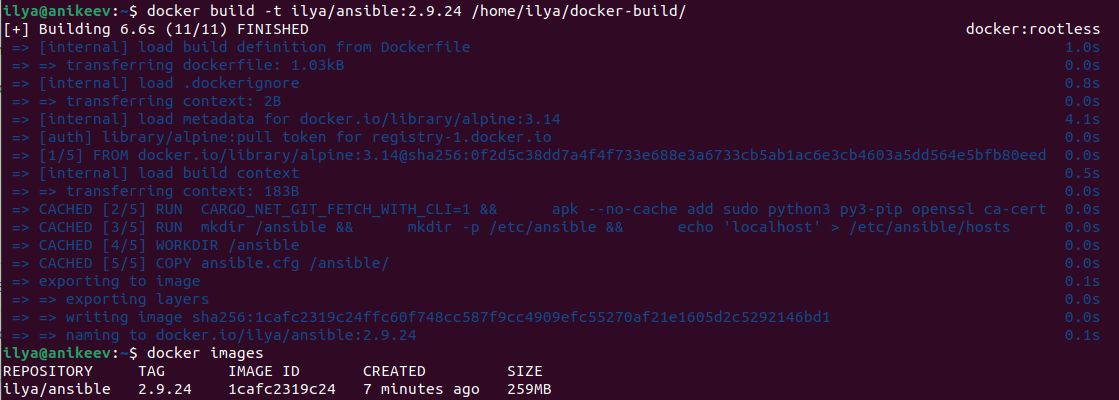 ilya@anikeev:~$ docker build -t ilya/ansible:2.9.24 /home/ilya/docker-build/
[+] Building 6.6s (11/11) FINISHED docker:rootless
=> [internal] load build definition from Dockerfile 1.0s
=> => transferring dockerfile: 1.03kB 0.0s
=> [internal] load .dockerignore 0.8s
=> => transferring context: 2B 0.0s
=> [internal] load metadata for docker.io/library/alpine:3.14 4.1s
=> [auth] library/alpine:pull token for registry-1.docker.io 0.0s
=> [1/5] FROM docker.io/library/alpine:3.14@sha256:0f2d5c38dd7a4f4f733e688e3a6733cb5ab1ac6e3cb4603a5dd564e5bfb80eed 0.0s
=> [internal] load build context 0.5s
=> => transferring context: 183B 0.0s
=> CACHED [2/5] RUN  CARGO_NET_GIT_FETCH_WITH_CLI=1 &&      apk --no-cache add sudo python3 py3-pip openssl ca-cert 0.0s
=> CACHED [3/5] RUN  mkdir /ansible &&      mkdir -p /etc/ansible &&      echo 'localhost' > /etc/ansible/hosts 0.0s
=> CACHED [4/5] WORKDIR /ansible 0.0s
=> CACHED [5/5] COPY ansible.cfg /ansible/ 0.0s
=> exporting to image 0.1s
=> => exporting layers 0.0s
=> => writing image sha256:1cafc2319c24ffc60f748cc587f9cc4909efc55270af21e1605d2c5292146bd1 0.0s
=> => naming to docker.io/ilya/ansible:2.9.24 0.1s
ilya@anikeev:~$ docker images
REPOSITORY TAG IMAGE ID CREATED SIZE
ilya/ansible 2.9.24 1cafc2319c24 7 minutes ago 259MB